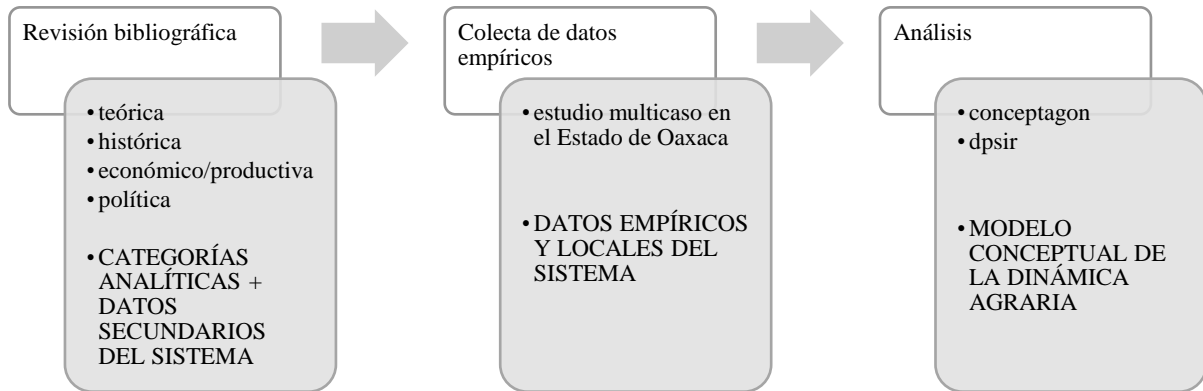 Revisión bibliográfica
•teórica
•histórica
•económico/productiva
•política
•CATEGORÍAS
ANALÍTICAS +
DATOS
SECUNDARIOS
DEL SISTEMA
Colecta de datos
empíricos
•estudio multicaso en
el Estado de Oaxaca
•DATOS EMPÍRICOS
Y LOCALES DEL
SISTEMA
Análisis
•conceptagon
•dpsir
•MODELO
CONCEPTUAL DE
LA DINÁMICA
AGRARIA